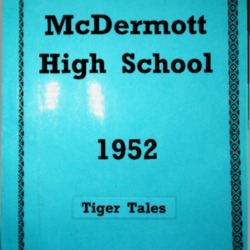 McDermott
High School
1952
Tiger Tales